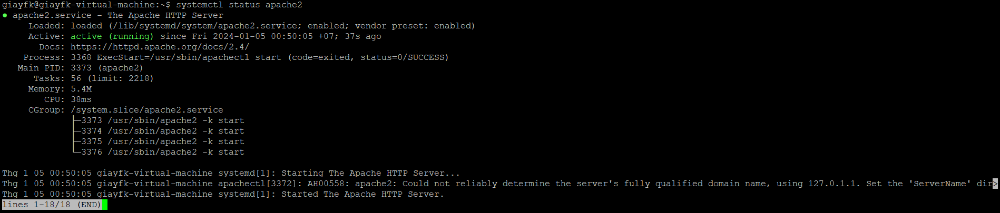 giayfk@giayfk-virtual-machine:~$ systemctl status apache2
● apache2.service - The Apache HTTP Server
     Loaded: loaded (/lib/systemd/system/apache2.service; enabled; vendor preset: enabled)
     Active: active (running) since Fri 2024-01-05 00:50:05 +07; 37s ago
       Docs: https://httpd.apache.org/docs/2.4/
    Process: 3368 ExecStart=/usr/sbin/apachectl start (code=exited, status=0/SUCCESS)
   Main PID: 3373 (apache2)
      Tasks: 56 (limit: 2218)
     Memory: 5.4M
        CPU: 38ms
     CGroup: /system.slice/apache2.service
             ├─3373 /usr/sbin/apache2 -k start
             ├─3374 /usr/sbin/apache2 -k start
             ├─3375 /usr/sbin/apache2 -k start
             └─3376 /usr/sbin/apache2 -k start

Thg 1 05 00:50:05 giayfk-virtual-machine systemd[1]: Starting The Apache HTTP Server...
Thg 1 05 00:50:05 giayfk-virtual-machine apachectl[3372]: AH00558: apache2: Could not reliably determine the server's fully qualified domain name, using 127.0.1.1. Set the 'ServerName' dir>
Thg 1 05 00:50:05 giayfk-virtual-machine systemd[1]: Started The Apache HTTP Server.
lines 1-18/18 (END)